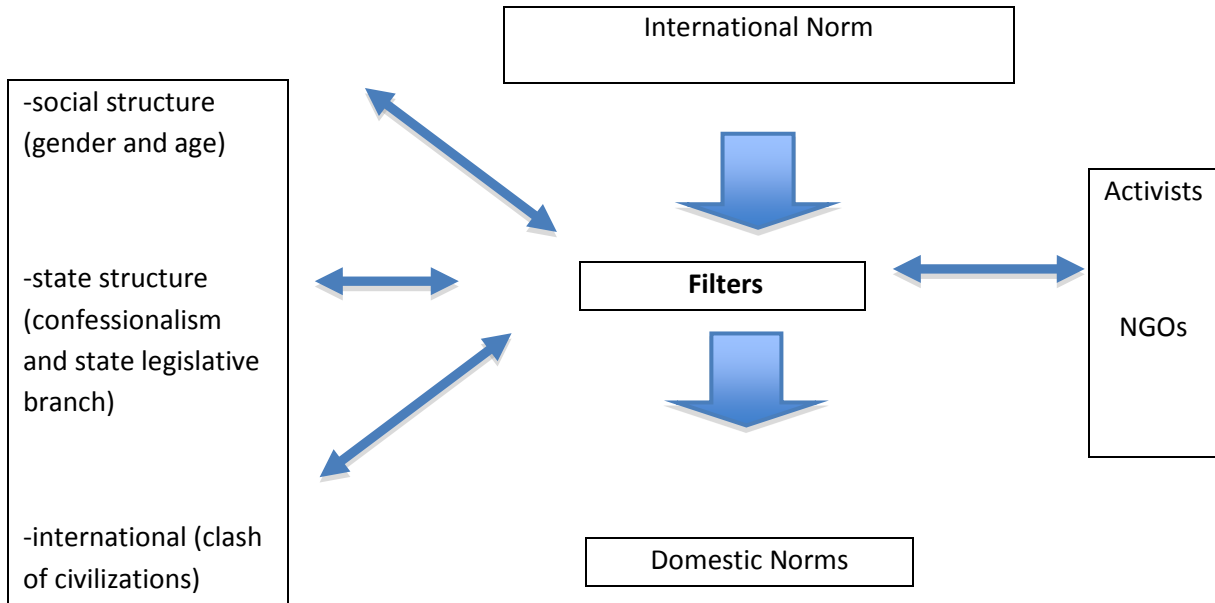 International Norm
-social structure
(gender and age)
-state structure
(confessionalism
and state legislative
branch)
-international (clash
of civilizations)
Filters
Activists
NGOs
Domestic Norms